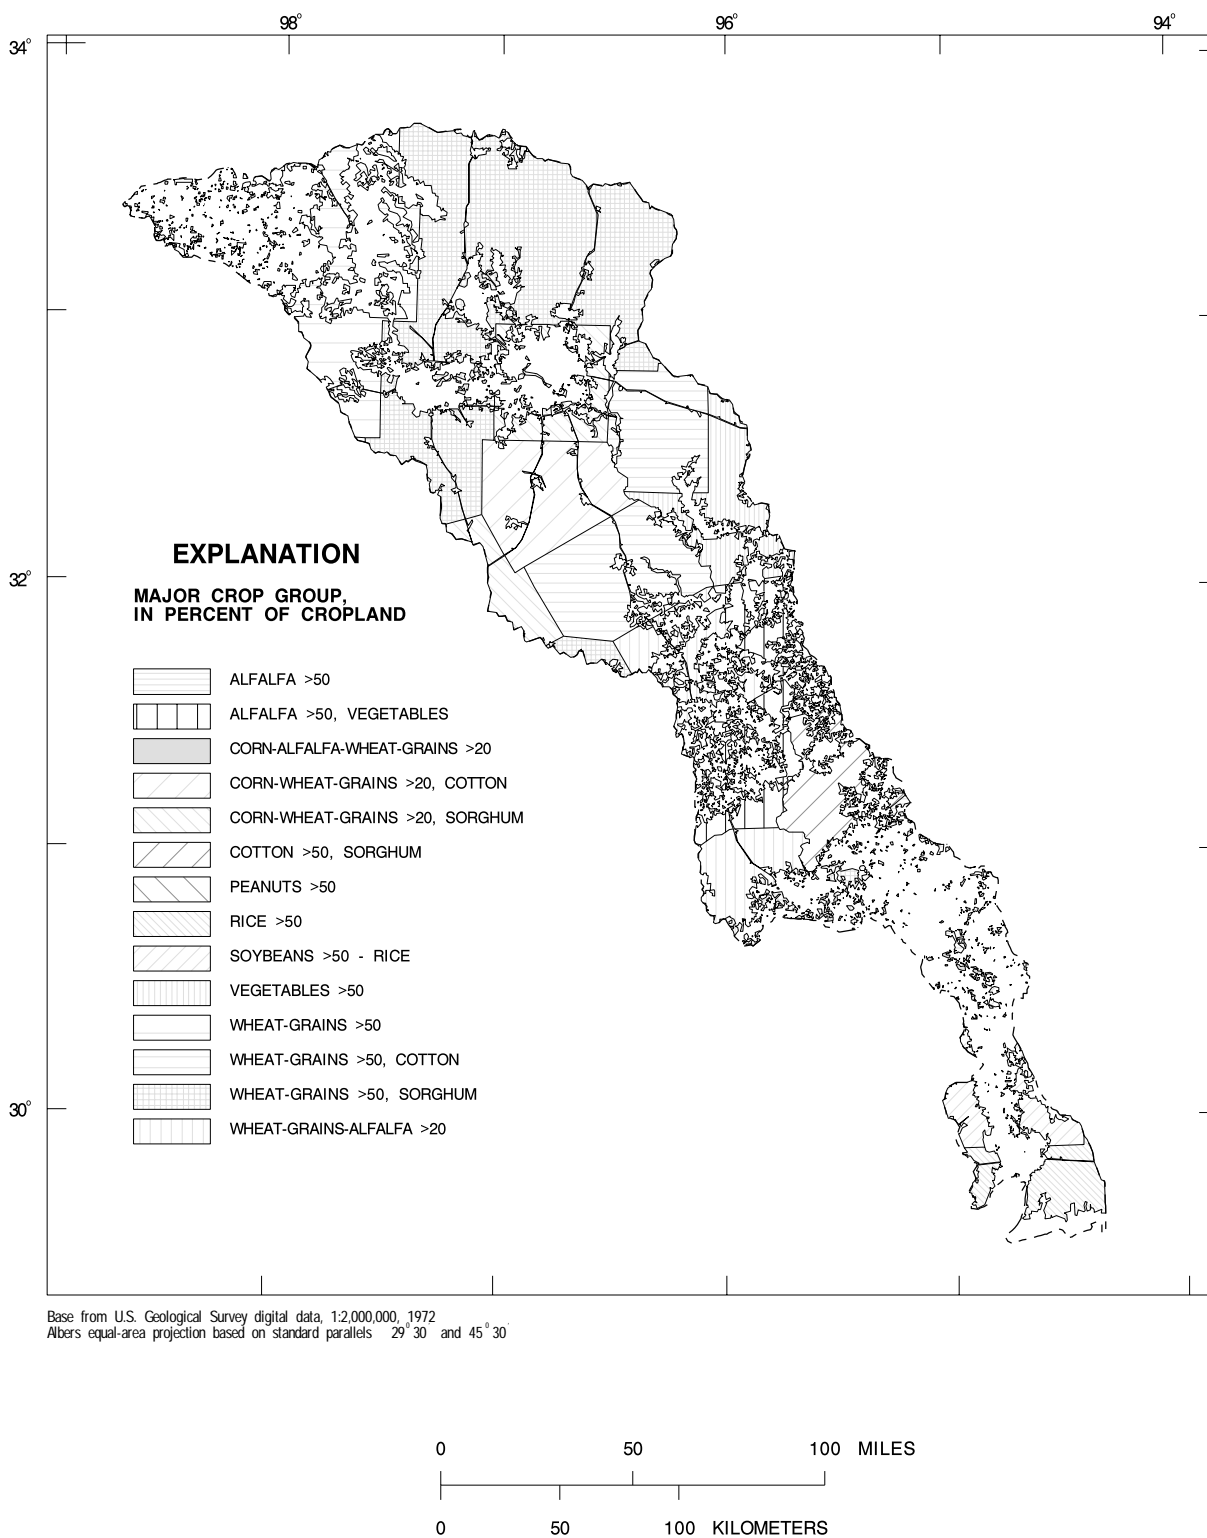 98° 96° 94°
34°
32°
30°
EXPLANATION
MAJOR CROP GROUP,
IN PERCENT OF CROPLAND
ALFALFA >50
ALFALFA >50, VEGETABLES
CORN-ALFALFA-WHEAT-GRAINS >20
CORN-WHEAT-GRAINS >20, COTTON
CORN-WHEAT-GRAINS >20, SORGHUM
COTTON >50, SORGHUM
PEANUTS >50
RICE >50
SOYBEANS >50 - RICE
VEGETABLES >50
WHEAT-GRAINS >50
WHEAT-GRAINS >50, COTTON
WHEAT-GRAINS >50, SORGHUM
WHEAT-GRAINS-ALFALFA >20
Base from U.S. Geological Survey digital data, 1:2,000,000, 1972
Albers equal-area projection based on standard parallels 29°30' and 45°30'
0 50 100 MILES
0 50 100 KILOMETERS